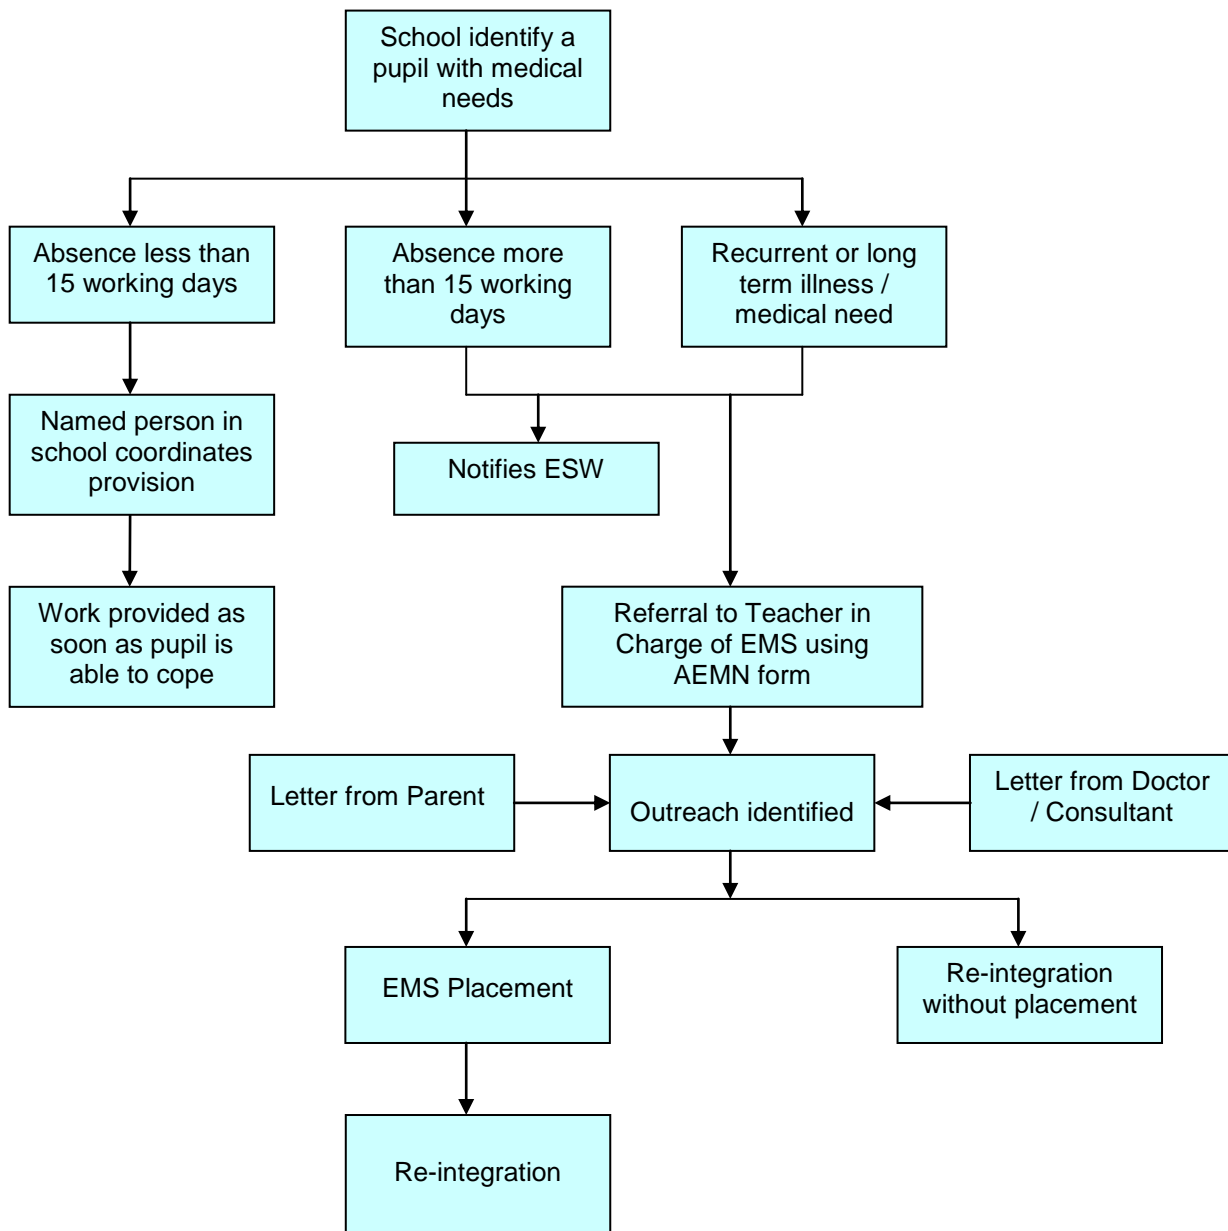 School identify a
pupil with medical
needs
Absence less than
15 working days
Absence more
than 15 working
days
Recurrent or long
term illness /
medical need
Named person in
school coordinates
provision
Notifies ESW
Work provided as
soon as pupil is
able to cope
Referral to Teacher in
Charge of EMS using
AEMN form
Letter from Parent
Outreach identified
Letter from Doctor
/ Consultant
EMS Placement
Re-integration
without placement
Re-integration